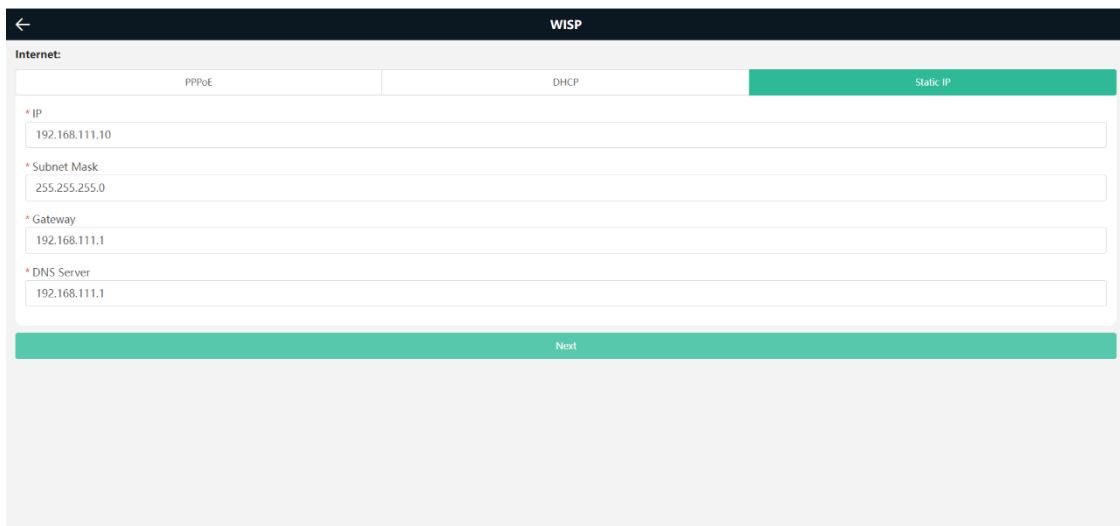 WISP
Internet:
PPPoE DHCP Static IP
* IP
192.168.111.10
* Subnet Mask
255.255.255.0
* Gateway
192.168.111.1
* DNS Server
192.168.111.1
Next